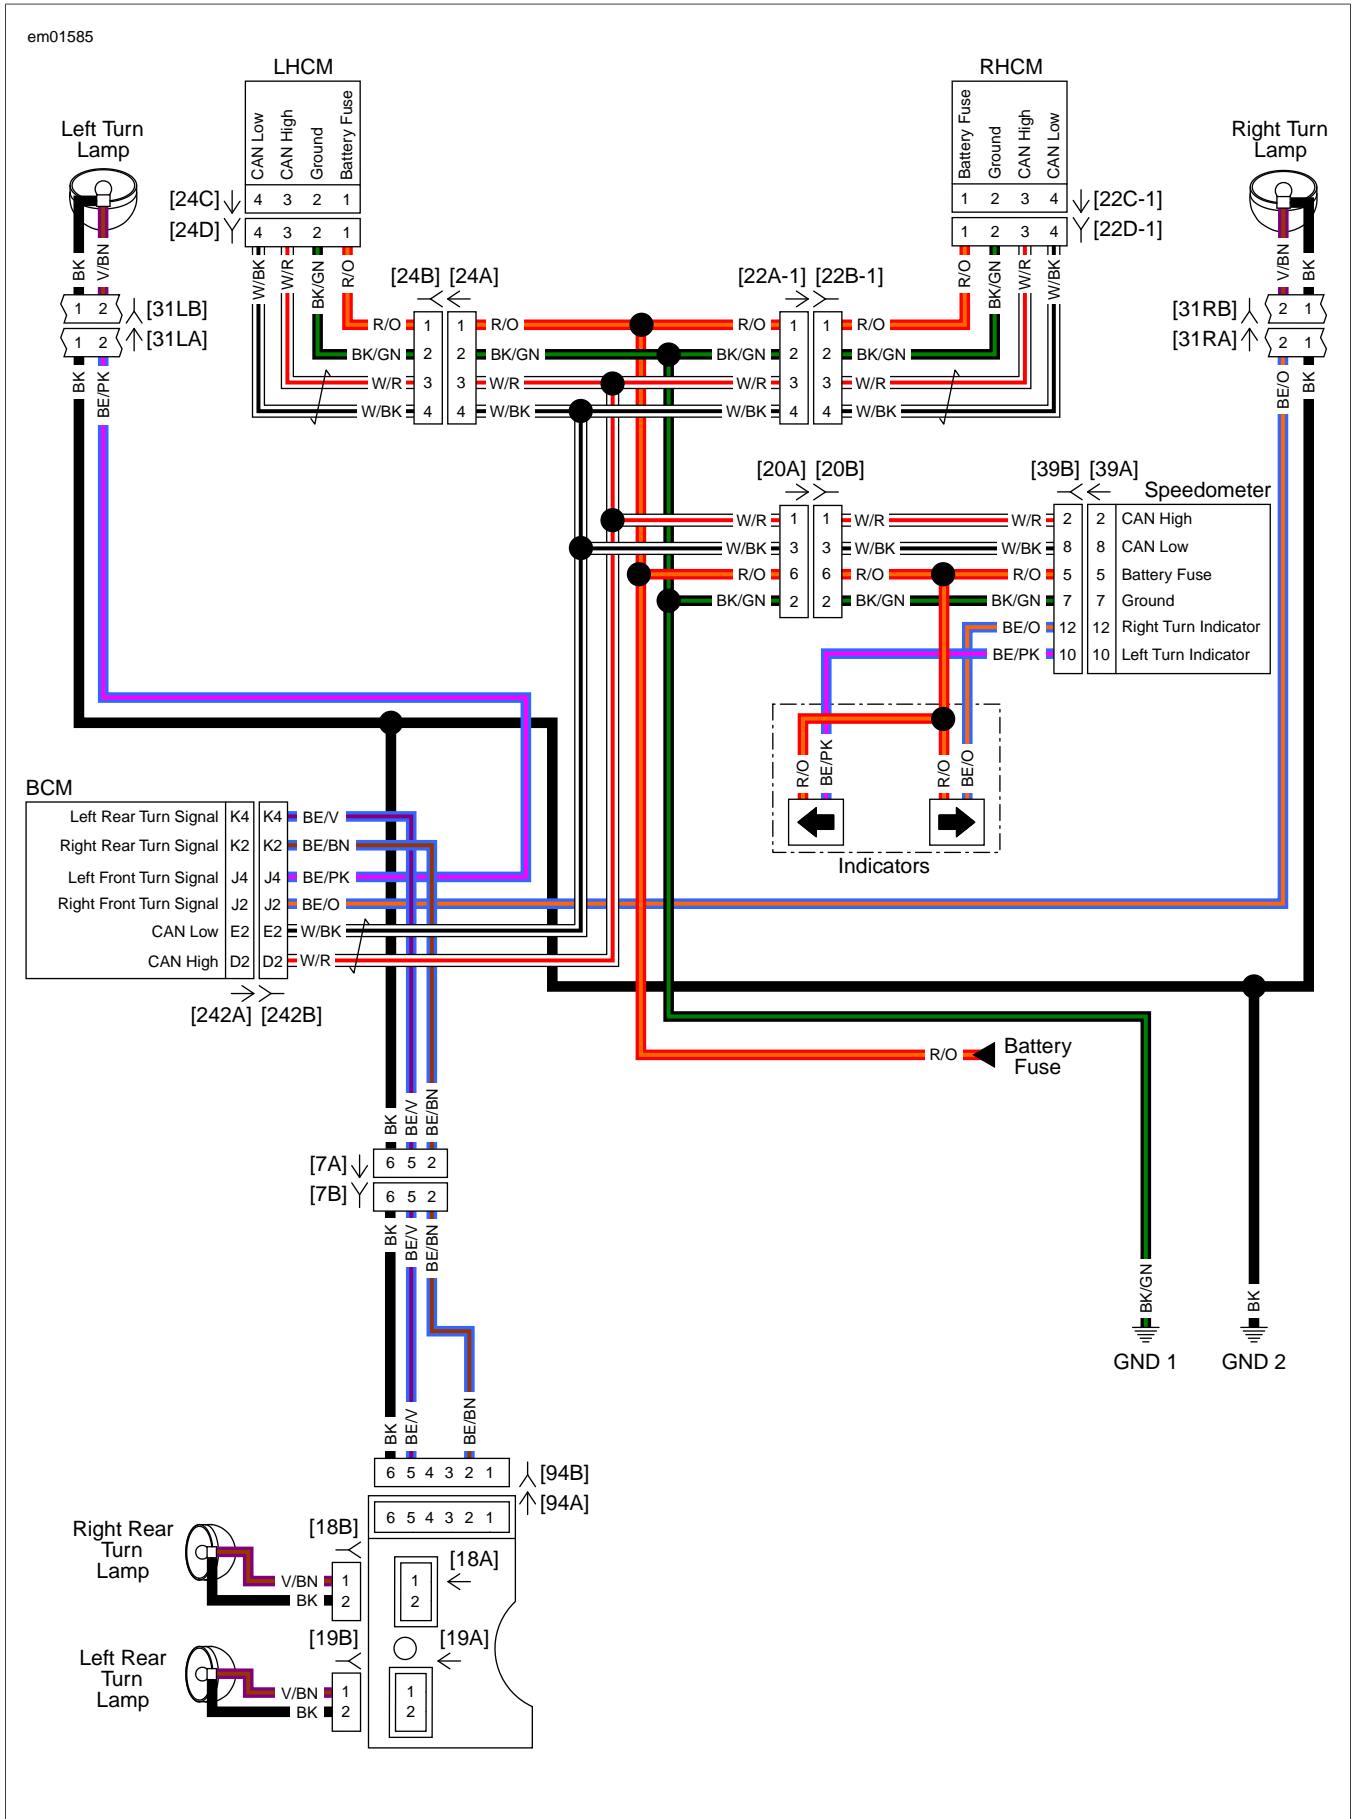 em01585
LHCM
RHCM
Left Turn
Lamp
Right Turn
Lamp
CAN Low
CAN High
Ground
Battery Fuse
Battery Fuse
Ground
CAN High
CAN Low
[24C] 4 3 2 1
1 2 3 4 [22C-1]
[24D] 4 3 2 1
1 2 3 4 [22D-1]
BK V/BN
W/BK W/R BK/GN R/O
R/O BK/GN W/R W/BK
V/BN BK
[24B] [24A]
[22A-1] [22B-1]
1 2 [31LB]
[31RB] 2 1
1 2 [31LA]
[31RA] 2 1
R/O 1 1 R/O R/O 1 1 R/O
BK/GN 2 2 BK/GN BK/GN 2 2 BK/GN
W/R 3 3 W/R W/R 3 3 W/R
W/BK 4 4 W/BK W/BK 4 4 W/BK
BK BE/PK
BE/O BK
[20A] [20B]
[39B] [39A]
Speedometer
W/R 1 1 W/R W/R 2 2 CAN High
W/BK 3 3 W/BK W/BK 8 8 CAN Low
R/O 6 6 R/O R/O 5 5 Battery Fuse
BK/GN 2 2 BK/GN BK/GN 7 7 Ground
BE/O 12 12 Right Turn Indicator
BE/PK 10 10 Left Turn Indicator
R/O BE/PK R/O BE/O
Indicators
BCM
Left Rear Turn Signal K4 K4 BE/V
Right Rear Turn Signal K2 K2 BE/BN
Left Front Turn Signal J4 J4 BE/PK
Right Front Turn Signal J2 J2 BE/O
CAN Low E2 E2 W/BK
CAN High D2 D2 W/R
[242A] [242B]
R/O Battery
Fuse
BK BE/V BE/BN
[7A] 6 5 2
[7B] 6 5 2
BK BE/V BE/BN
BK/GN BK
GND 1 GND 2
BK BE/V BE/BN
6 5 4 3 2 1 [94B]
[94A]
6 5 4 3 2 1
Right Rear
Turn
Lamp
[18B]
[18A]
V/BN 1 1
BK 2 2
Left Rear
Turn
Lamp
[19B]
[19A]
V/BN 1 1
BK 2 2